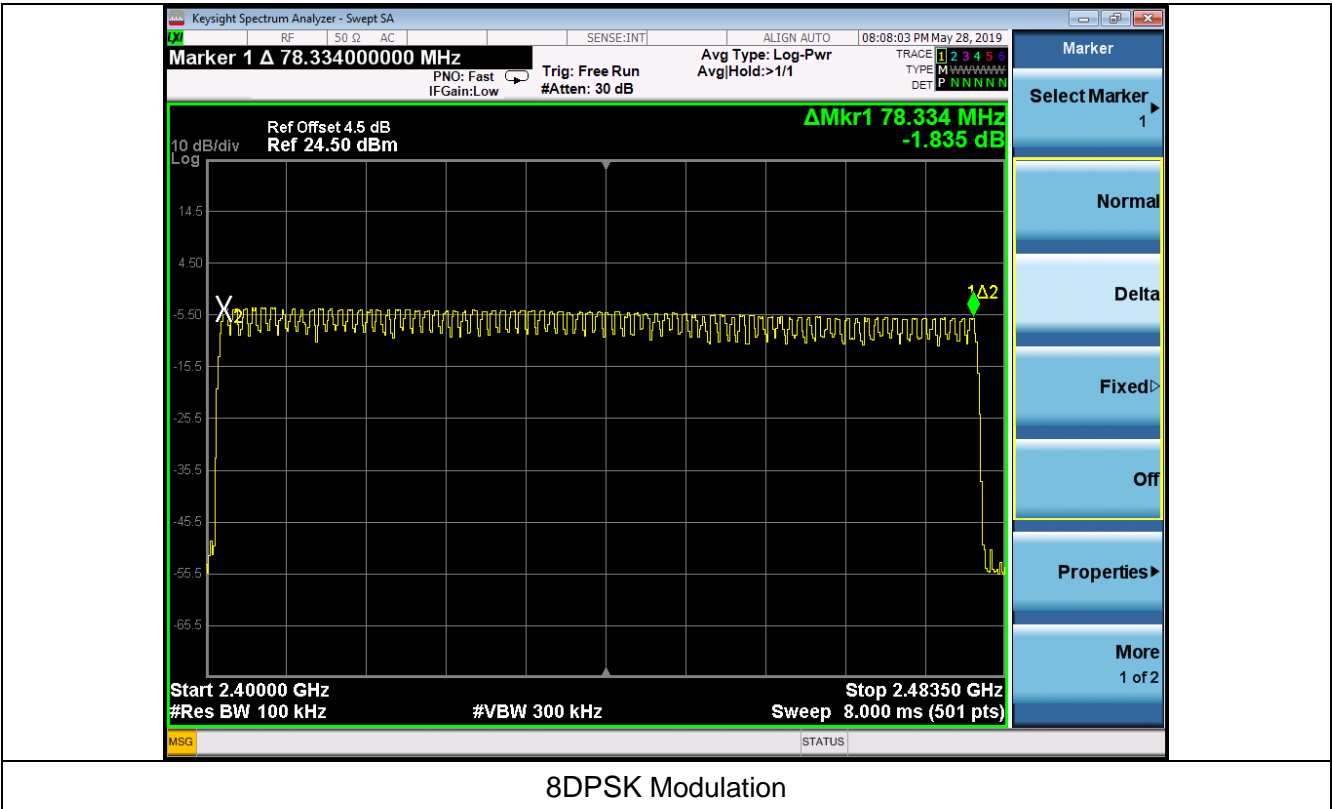 Keysight Spectrum Analyzer - Swept SA
LXI RF 50 Ω AC SENSE:INT ALIGN AUTO 08:08:03 PM May 28, 2019
Marker 1 Δ 78.334000000 MHz
PNO: Fast
IFGain:Low
Trig: Free Run
#Atten: 30 dB
Avg Type: Log-Pwr
Avg|Hold:>1/1
TRACE 1 2 3 4 5 6
TYPE M WWWWW
DET P N N N N N
ΔMkr1 78.334 MHz
-1.835 dB
Ref Offset 4.5 dB
10 dB/div Ref 24.50 dBm
Log
14.5
4.50
-5.50
-15.5
-25.5
-35.5
-45.5
-55.5
-65.5
X2
1Δ2
Start 2.40000 GHz Stop 2.48350 GHz
#Res BW 100 kHz #VBW 300 kHz Sweep 8.000 ms (501 pts)
MSG STATUS
Marker
Select Marker
1
Normal
Delta
Fixed
Off
Properties
More
1 of 2
8DPSK Modulation